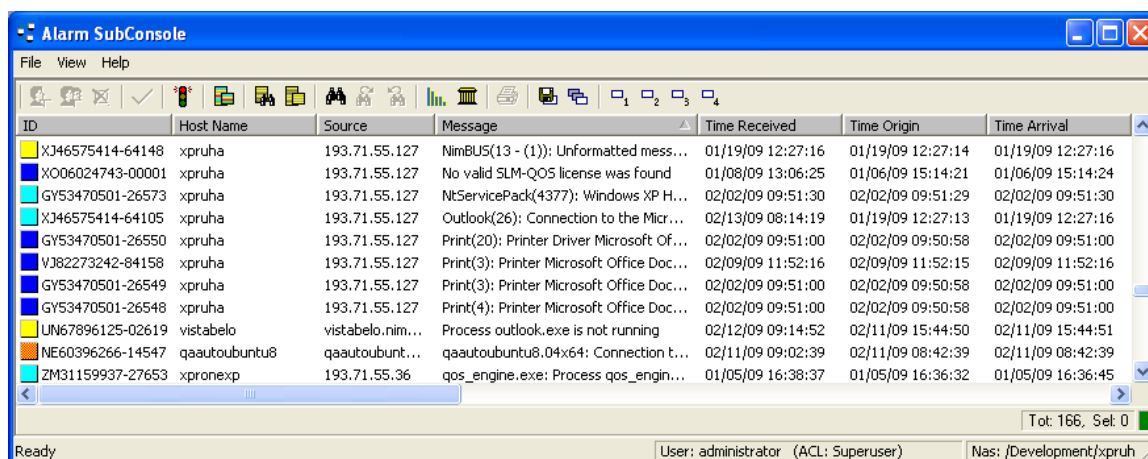 Alarm SubConsole
File View Help
1 2 3 4
ID Host Name Source Message Time Received Time Origin Time Arrival
XJ46575414-64148 xpruha 193.71.55.127 NimBUS(13 - (1)): Unformatted mess... 01/19/09 12:27:16 01/19/09 12:27:14 01/19/09 12:27:16
XO06024743-00001 xpruha 193.71.55.127 No valid SLM-QOS license was found 01/08/09 13:06:25 01/06/09 15:14:21 01/06/09 15:14:24
GY53470501-26573 xpruha 193.71.55.127 NtServicePack(4377): Windows XP H... 02/02/09 09:51:30 02/02/09 09:51:29 02/02/09 09:51:30
XJ46575414-64105 xpruha 193.71.55.127 Outlook(26): Connection to the Micr... 02/13/09 08:14:19 01/19/09 12:27:13 01/19/09 12:27:16
GY53470501-26550 xpruha 193.71.55.127 Print(20): Printer Driver Microsoft Of... 02/02/09 09:51:00 02/02/09 09:50:58 02/02/09 09:51:00
VJ82273242-84158 xpruha 193.71.55.127 Print(3): Printer Microsoft Office Doc... 02/09/09 11:52:16 02/09/09 11:52:15 02/09/09 11:52:16
GY53470501-26549 xpruha 193.71.55.127 Print(3): Printer Microsoft Office Doc... 02/02/09 09:51:00 02/02/09 09:50:58 02/02/09 09:51:00
GY53470501-26548 xpruha 193.71.55.127 Print(4): Printer Microsoft Office Doc... 02/02/09 09:51:00 02/02/09 09:50:58 02/02/09 09:51:00
UN67896125-02619 vistabelo vistabelo.nim... Process outlook.exe is not running 02/12/09 09:14:52 02/11/09 15:44:50 02/11/09 15:44:51
NE60396266-14547 qaautoubuntu8 qaautoubunt... qaautoubuntu8.04x64: Connection t... 02/11/09 09:02:39 02/11/09 08:42:39 02/11/09 08:42:39
ZM31159937-27653 xpronexp 193.71.55.36 qos_engine.exe: Process qos_engin... 01/05/09 16:38:37 01/05/09 16:36:32 01/05/09 16:36:45
Tot: 166, Sel: 0
Ready User: administrator (ACL: Superuser) Nas: /Development/xpruh